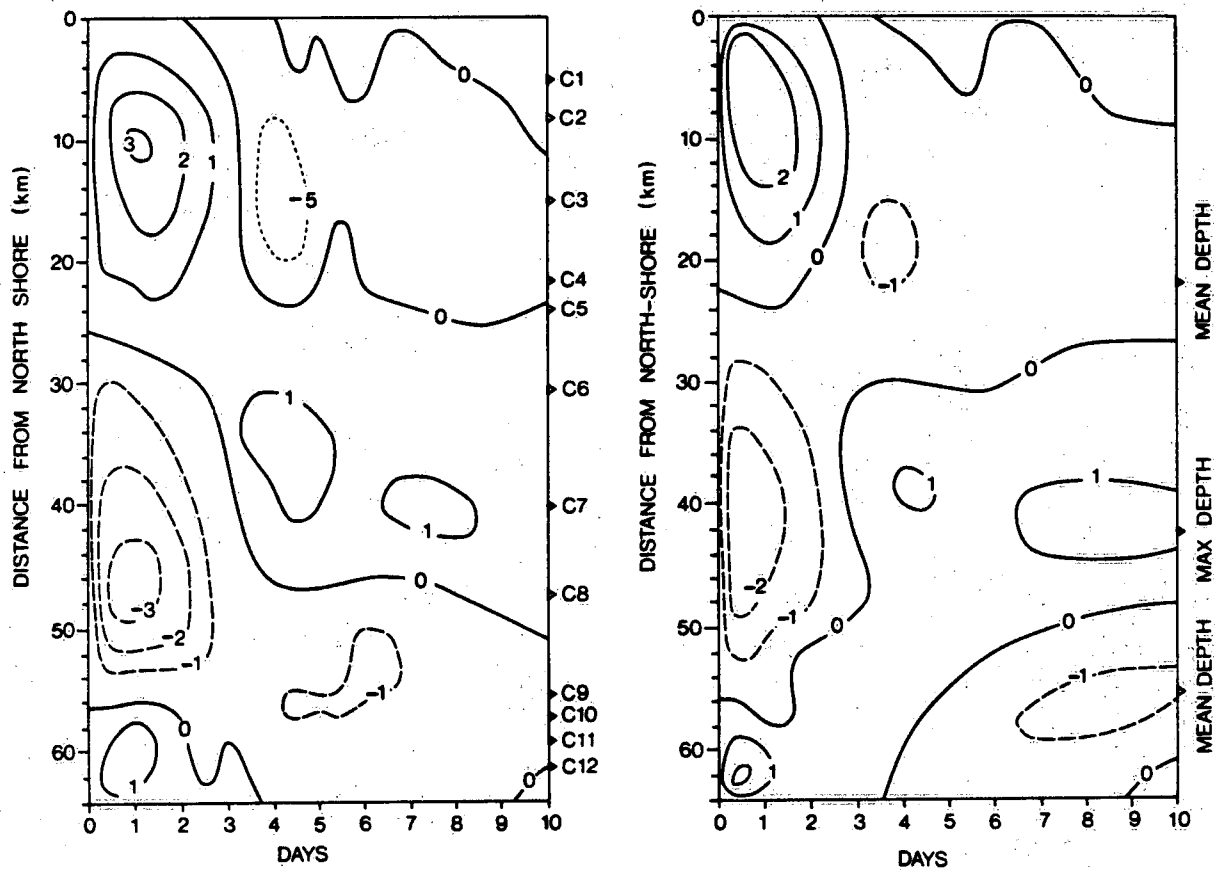 DISTANCE FROM NORTH SHORE (km)
0
10
20
30
40
50
60
0 1 2 3 4 5 6 7 8 9 10
DAYS
3
2
1
-5
0
0
1
1
0
-3
-2
-1
-1
0
1
0
C1
C2
C3
C4
C5
C6
C7
C8
C9
C10
C11
C12
DISTANCE FROM NORTH-SHORE (km)
0
10
20
30
40
50
60
0 1 2 3 4 5 6 7 8 9 10
DAYS
0
2
1
0
-1
0
1
1
-2
-1
0
0
-1
1
0
MEAN DEPTH
MAX DEPTH
MEAN DEPTH